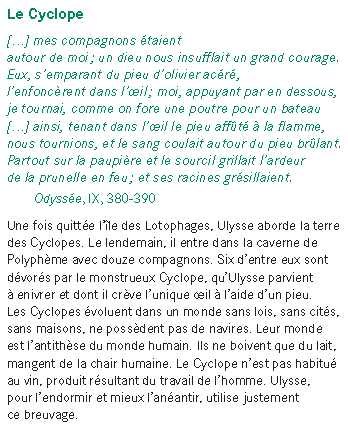 Le Cyclope
[...] mes compagnons étaient
autour de moi ; un dieu nous insufflait un grand courage.
Eux, s'emparant du pieu d'olivier acéré,
l'enfoncèrent dans l'œil ; moi, appuyant par en dessous,
je tournai, comme on fore une poutre pour un bateau
[...] ainsi, tenant dans l'œil le pieu affûté à la flamme,
nous tournions, et le sang coulait autour du pieu brûlant.
Partout sur la paupière et le sourcil grillait l'ardeur
de la prunelle en feu ; et ses racines grésillaient.
Odyssée, IX, 380-390
Une fois quittée l'île des Lotophages, Ulysse aborde la terre
des Cyclopes. Le lendemain, il entre dans la caverne de
Polyphème avec douze compagnons. Six d'entre eux sont
dévorés par le monstrueux Cyclope, qu'Ulysse parvient
à enivrer et dont il crève l'unique œil à l'aide d'un pieu.
Les Cyclopes évoluent dans un monde sans lois, sans cités,
sans maisons, ne possèdent pas de navires. Leur monde
est l'antithèse du monde humain. Ils ne boivent que du lait,
mangent de la chair humaine. Le Cyclope n'est pas habitué
au vin, produit résultant du travail de l'homme. Ulysse,
pour l'endormir et mieux l'anéantir, utilise justement
ce breuvage.